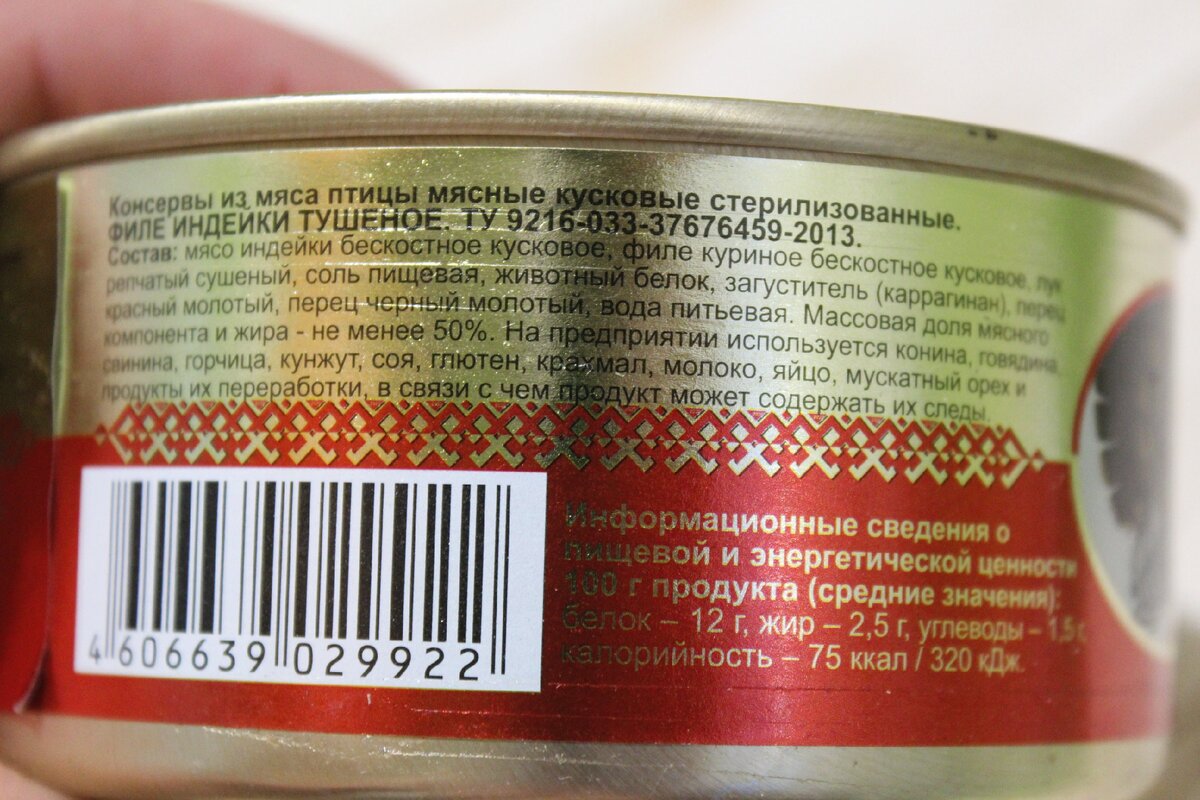 Консервы из мяса птицы мясные кусковые стерилизованные.
ФИЛЕ ИНДЕЙКИ ТУШЕНОЕ. ТУ 9216-033-37676459-2013.
Состав: мясо индейки бескостное кусковое, филе куриное бескостное кусковое, лук
репчатый сушеный, соль пищевая, животный белок, загуститель (каррагинан), перец
красный молотый, перец черный молотый, вода питьевая. Массовая доля мясного
компонента и жира - не менее 50%. На предприятии используется конина, говядина,
свинина, горчица, кунжут, соя, глютен, крахмал, молоко, яйцо, мускатный орех и
продукты их переработки, в связи с чем продукт может содержать их следы.
Информационные сведения о
пищевой и энергетической ценности
100 г продукта (средние значения):
белок – 12 г, жир – 2,5 г, углеводы – 1,5 г,
калорийность – 75 ккал / 320 кДж.
4 606639 029922